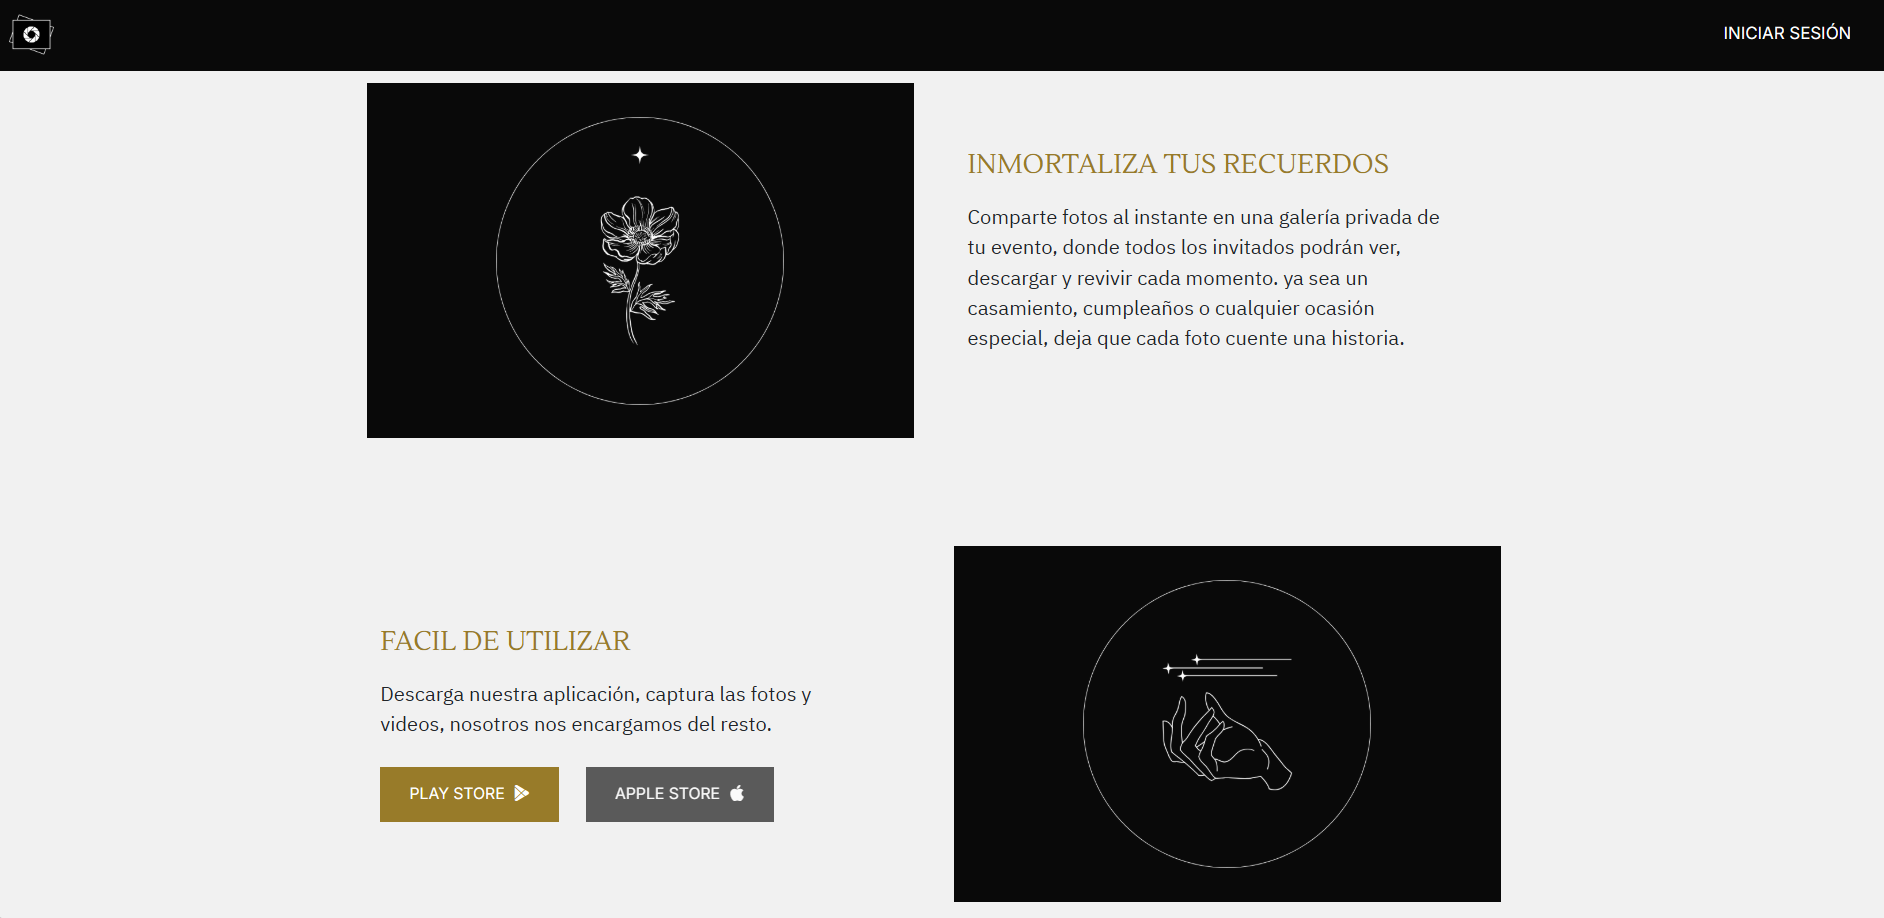 INICIAR SESIÓN
INMORTALIZA TUS RECUERDOS
Comparte fotos al instante en una galería privada de
tu evento, donde todos los invitados podrán ver,
descargar y revivir cada momento. ya sea un
casamiento, cumpleaños o cualquier ocasión
especial, deja que cada foto cuente una historia.
FACIL DE UTILIZAR
Descarga nuestra aplicación, captura las fotos y
videos, nosotros nos encargamos del resto.
PLAY STORE
APPLE STORE